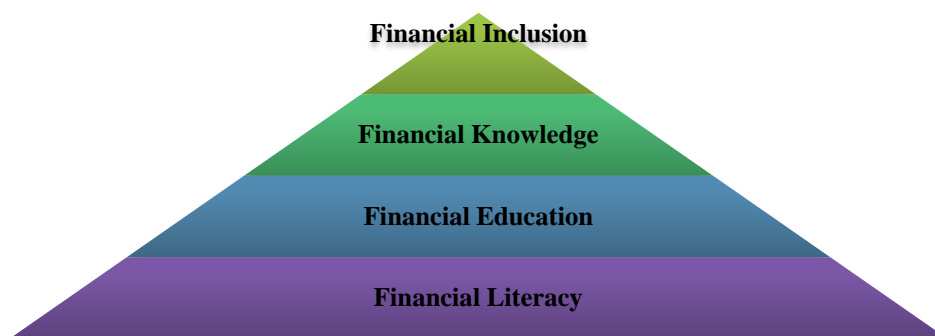 Financial Inclusion
Financial Knowledge
Financial Education
Financial Literacy